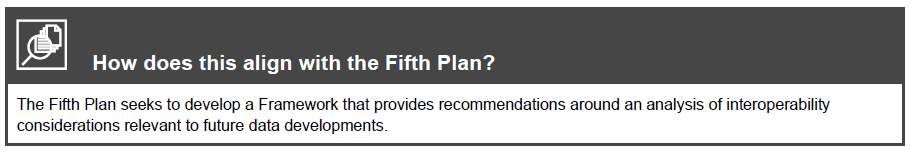 How does this align with the Fifth Plan?
The Fifth Plan seeks to develop a Framework that provides recommendations around an analysis of interoperability
considerations relevant to future data developments.